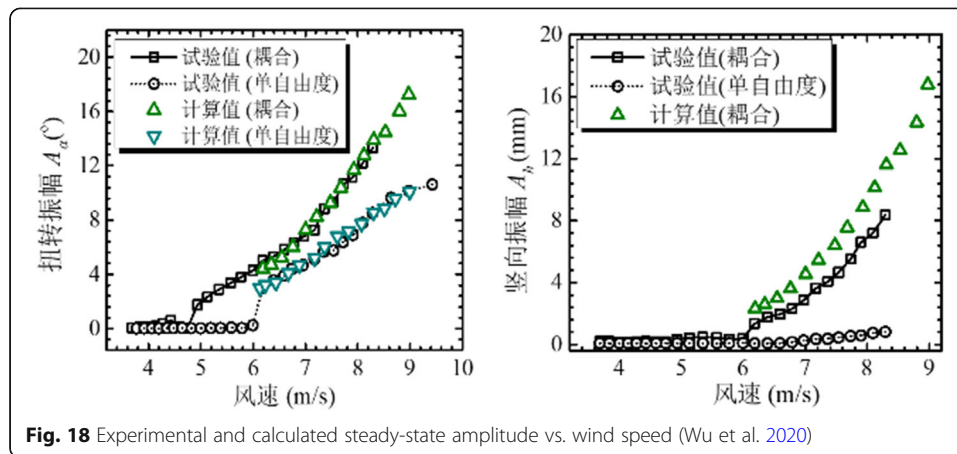 试验值 (耦合)
试验值 (单自由度)
计算值 (耦合)
计算值 (单自由度)
扭转振幅 Aα(°)
20
16
12
8
4
0
4 5 6 7 8 9 10
风速 (m/s)
试验值(耦合)
试验值(单自由度)
计算值(耦合)
竖向振幅 Ah (mm)
20
16
12
8
4
0
4 5 6 7 8 9
风速 (m/s)
Fig. 18 Experimental and calculated steady-state amplitude vs. wind speed (Wu et al. 2020)